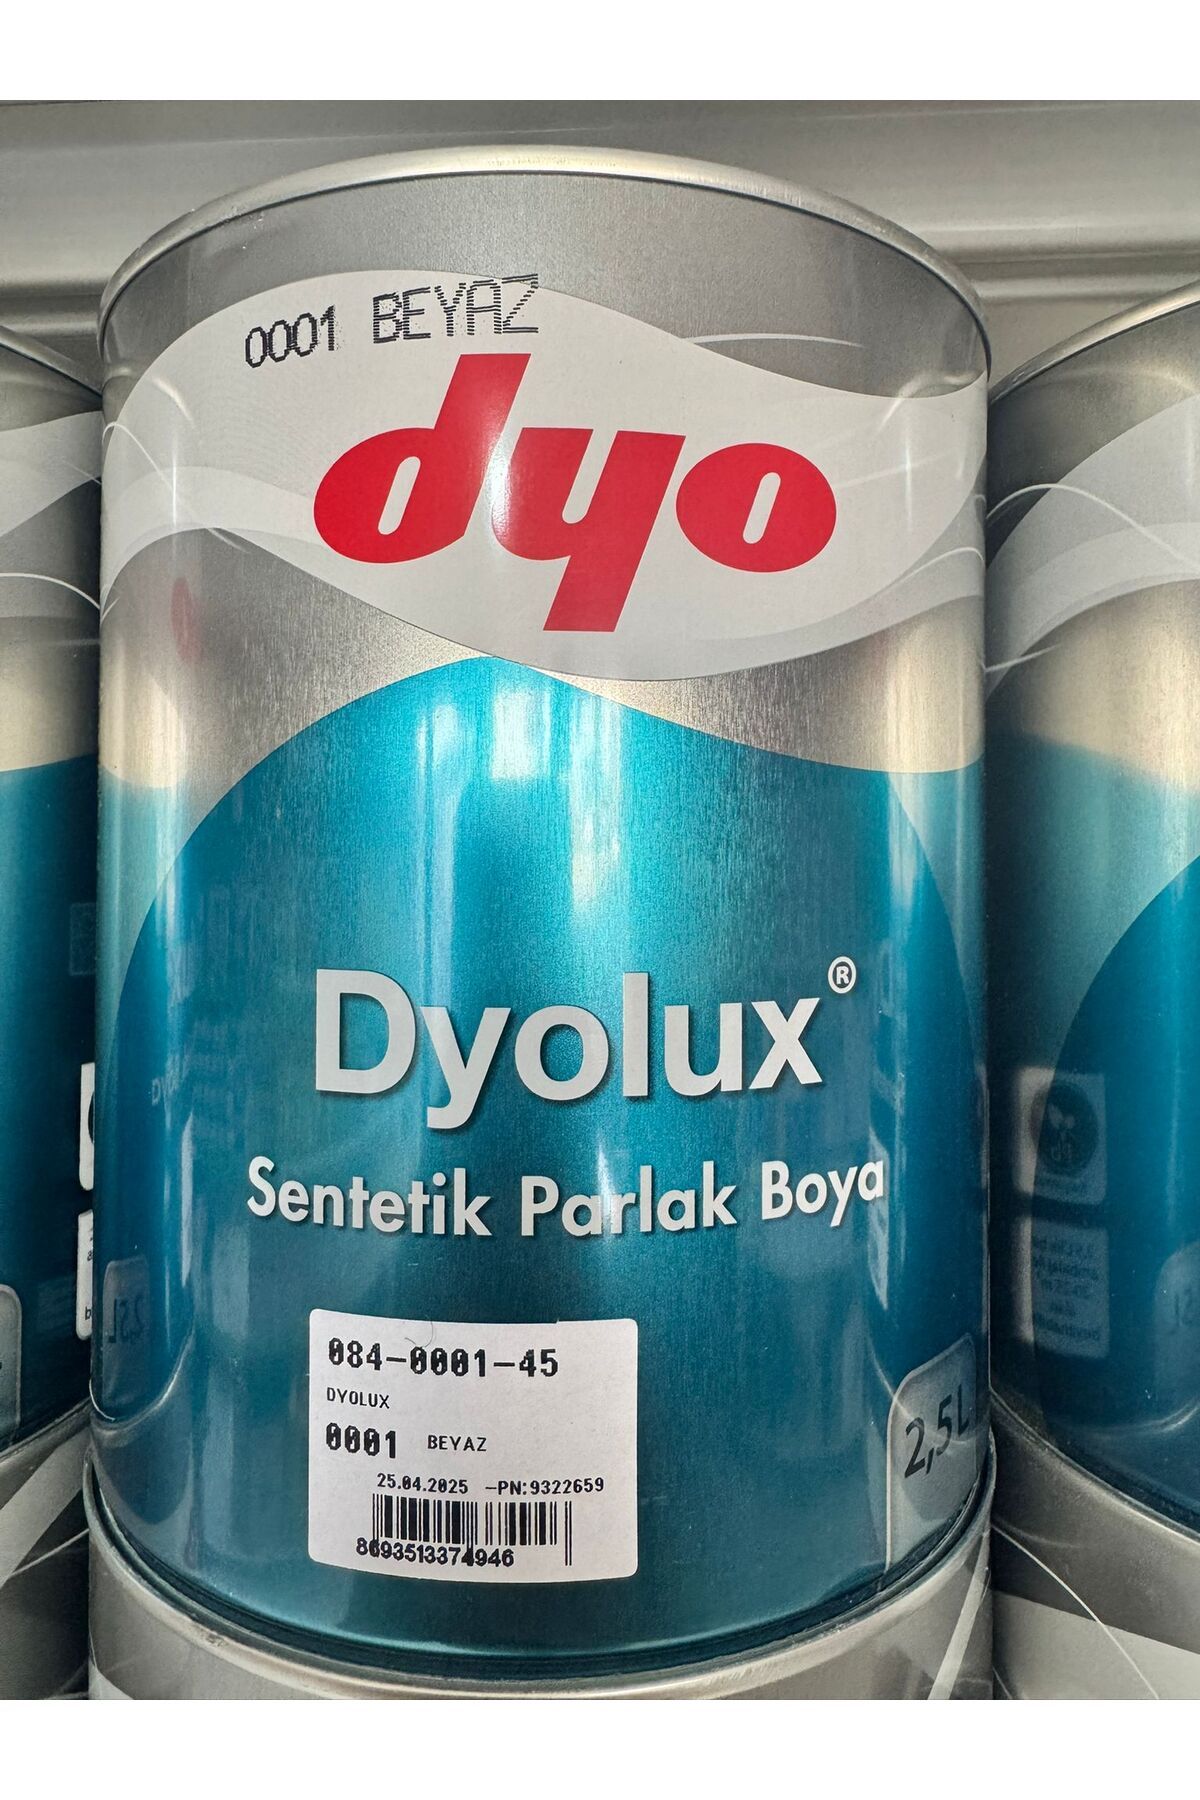 0001 BEYAZ
dyo
Dyolux®
Sentetik Parlak Boya
084-0001-45
DYOLUX
0001 BEYAZ
25.04.2025 -PN:9322659
8693513374946
2,5L